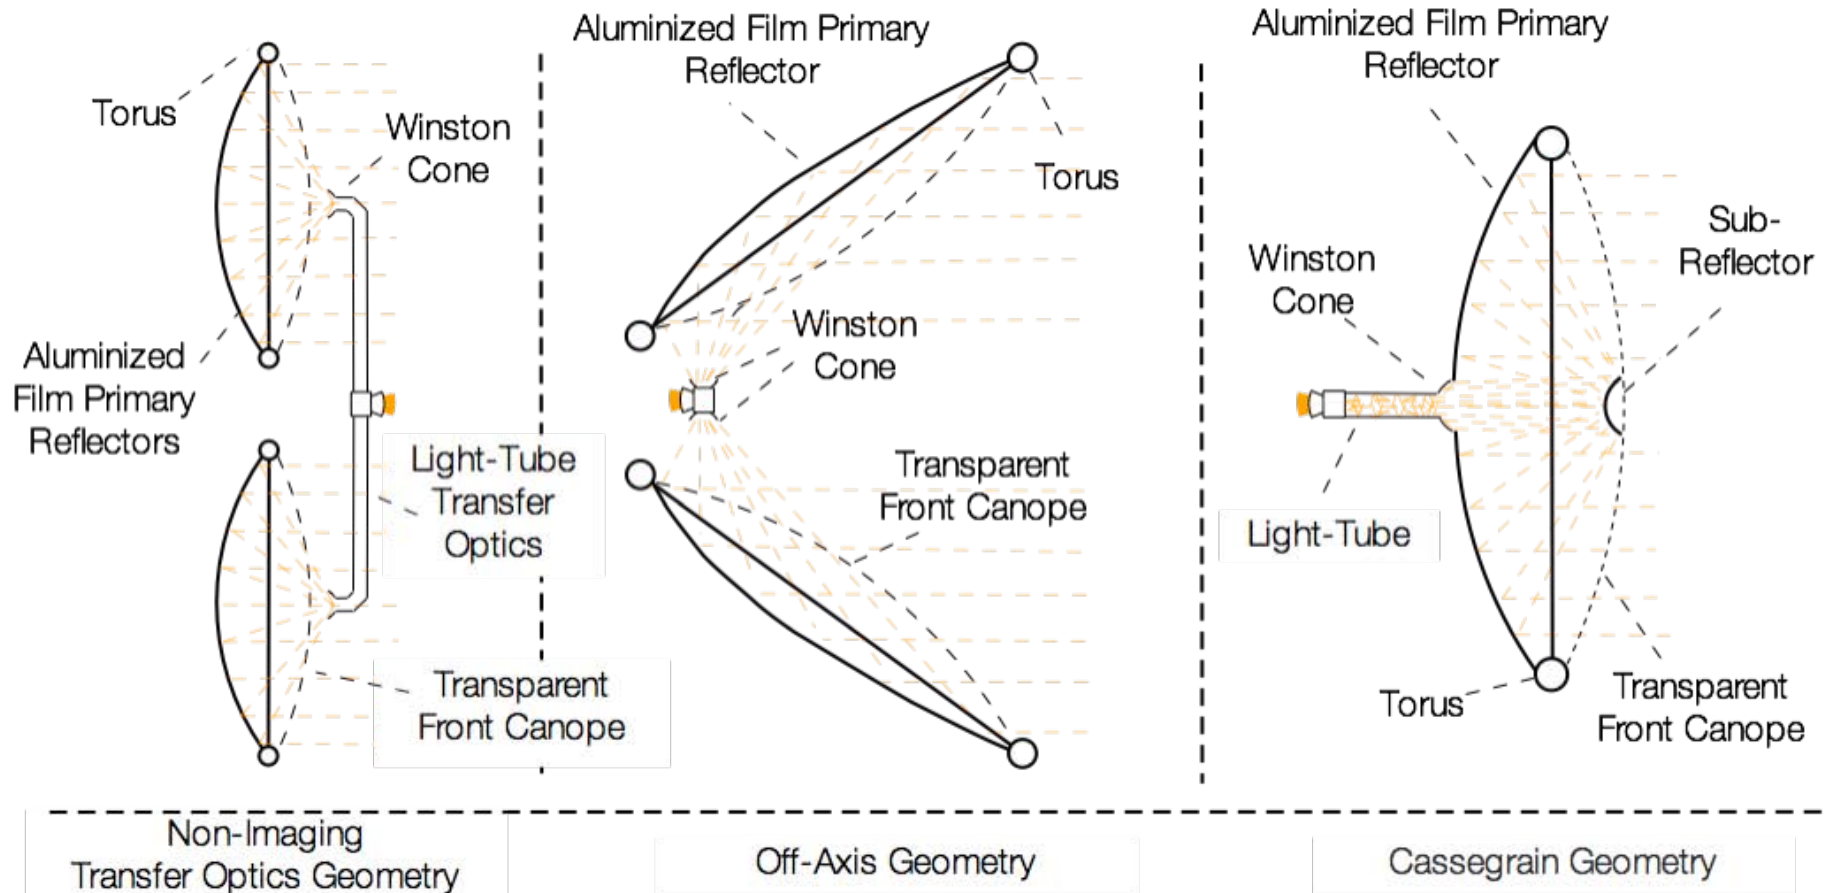 Torus
Winston
Cone
Aluminized
Film Primary
Reflectors
Light-Tube
Transfer
Optics
Transparent
Front Canope
Non-Imaging
Transfer Optics Geometry
Aluminized Film Primary
Reflector
Torus
Winston
Cone
Transparent
Front Canope
Off-Axis Geometry
Aluminized Film Primary
Reflector
Sub-
Reflector
Winston
Cone
Light-Tube
Torus
Transparent
Front Canope
Cassegrain Geometry